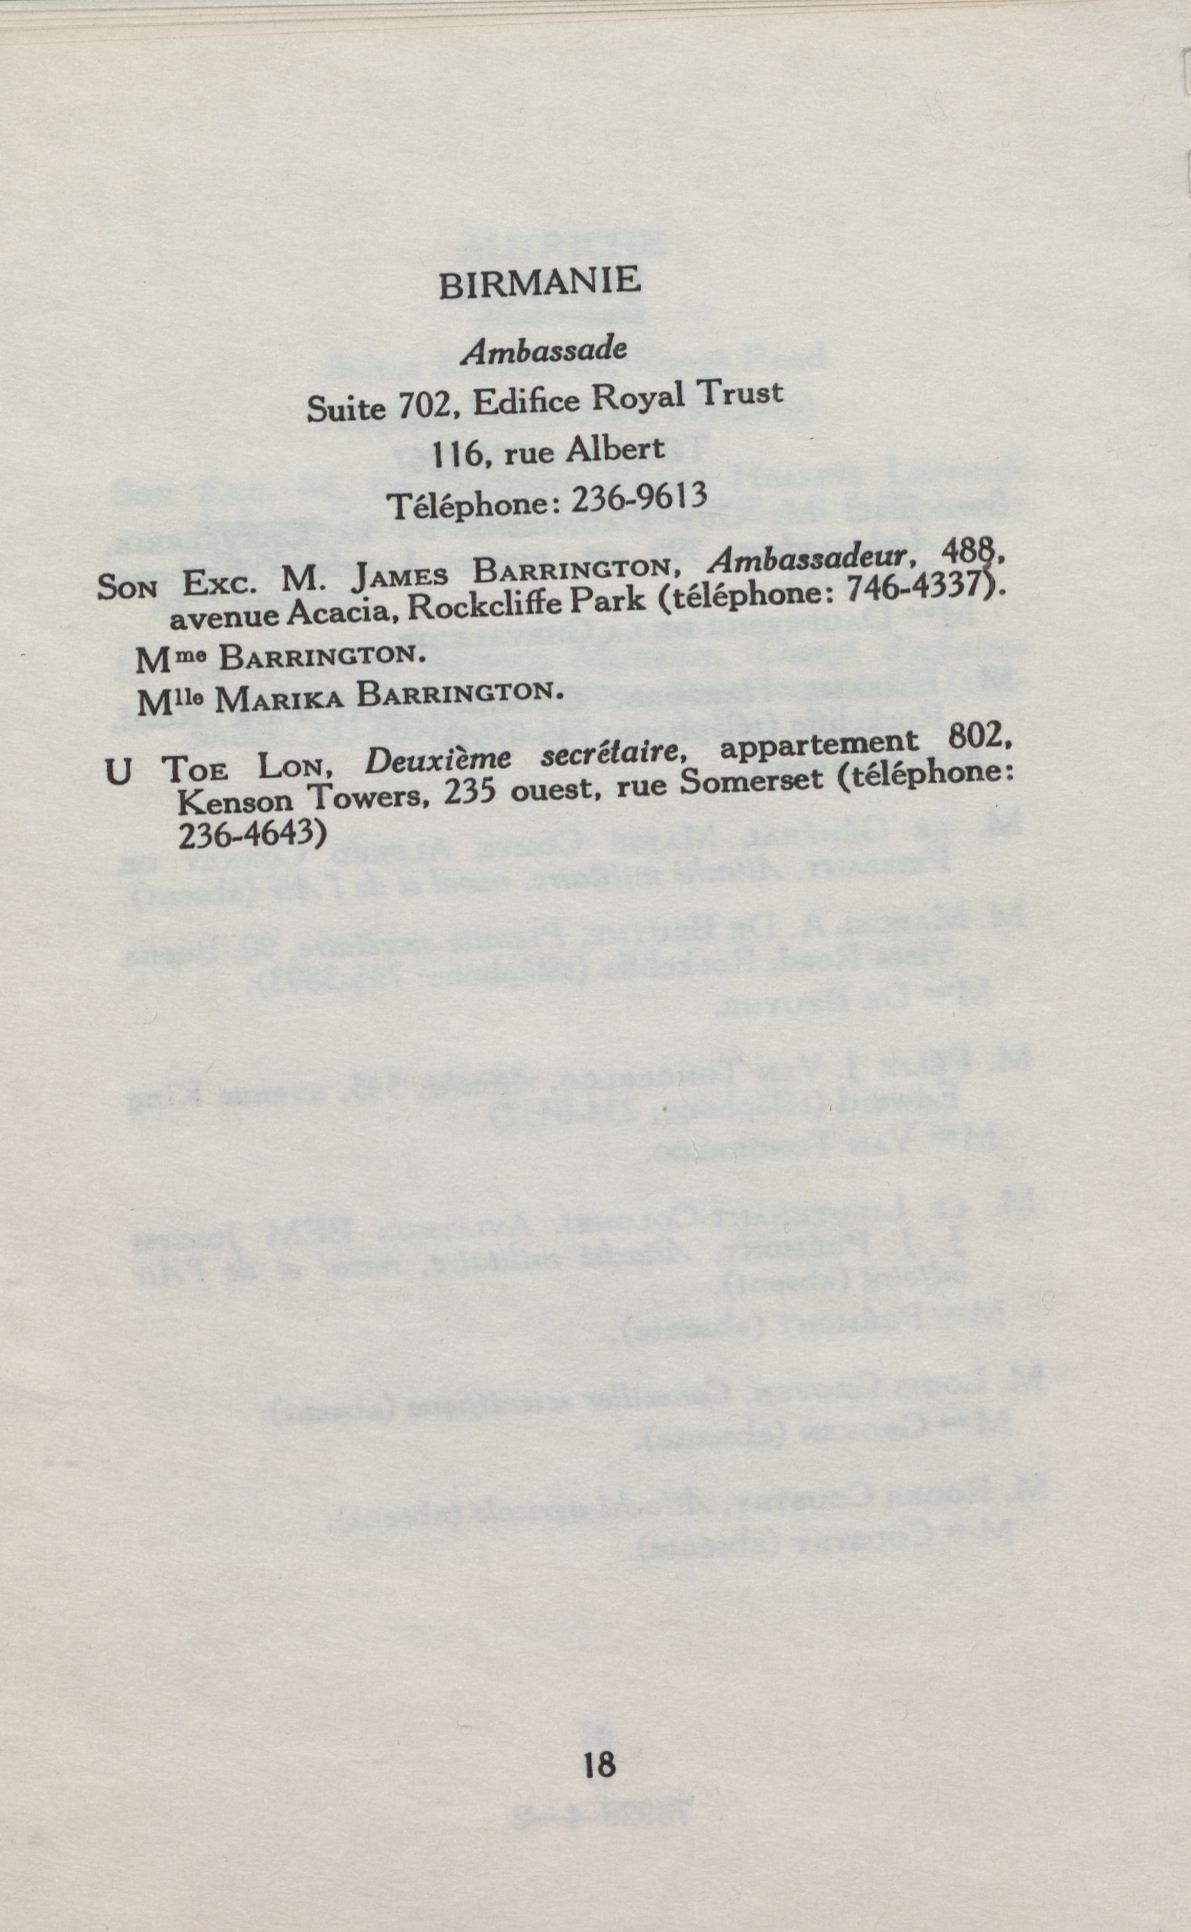 BIRMANIE
Ambassade
Suite 702, Edifice Royal Trust
116, rue Albert
Téléphone: 236-9613
SON EXC. M. JAMES BARRINGTON, Ambassadeur, 488,
avenue Acacia, Rockcliffe Park (téléphone: 746-4337).
Mme BARRINGTON.
Mlle MARIKA BARRINGTON.
U TOE LON, Deuxième secrétaire, appartement 802,
Kenson Towers, 235 ouest, rue Somerset (téléphone:
236-4643)
18